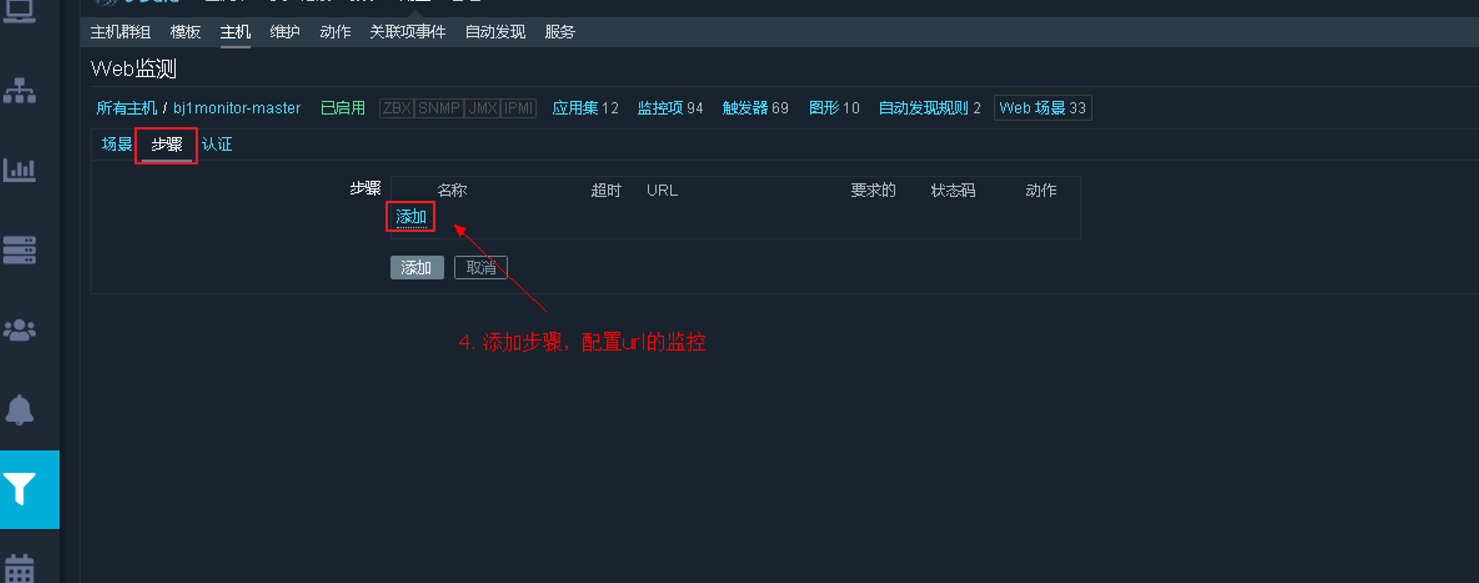 主机群组 模板 主机 维护 动作 关联项事件 自动发现 服务
Web监测
所有主机 / bj1monitor-master 已启用 ZBX SNMP JMX IPMI 应用集 12 监控项 94 触发器 69 图形 10 自动发现规则 2 Web 场景 33
场景 步骤 认证
步骤 名称 超时 URL 要求的 状态码 动作
添加
添加 取消
4. 添加步骤，配置url的监控